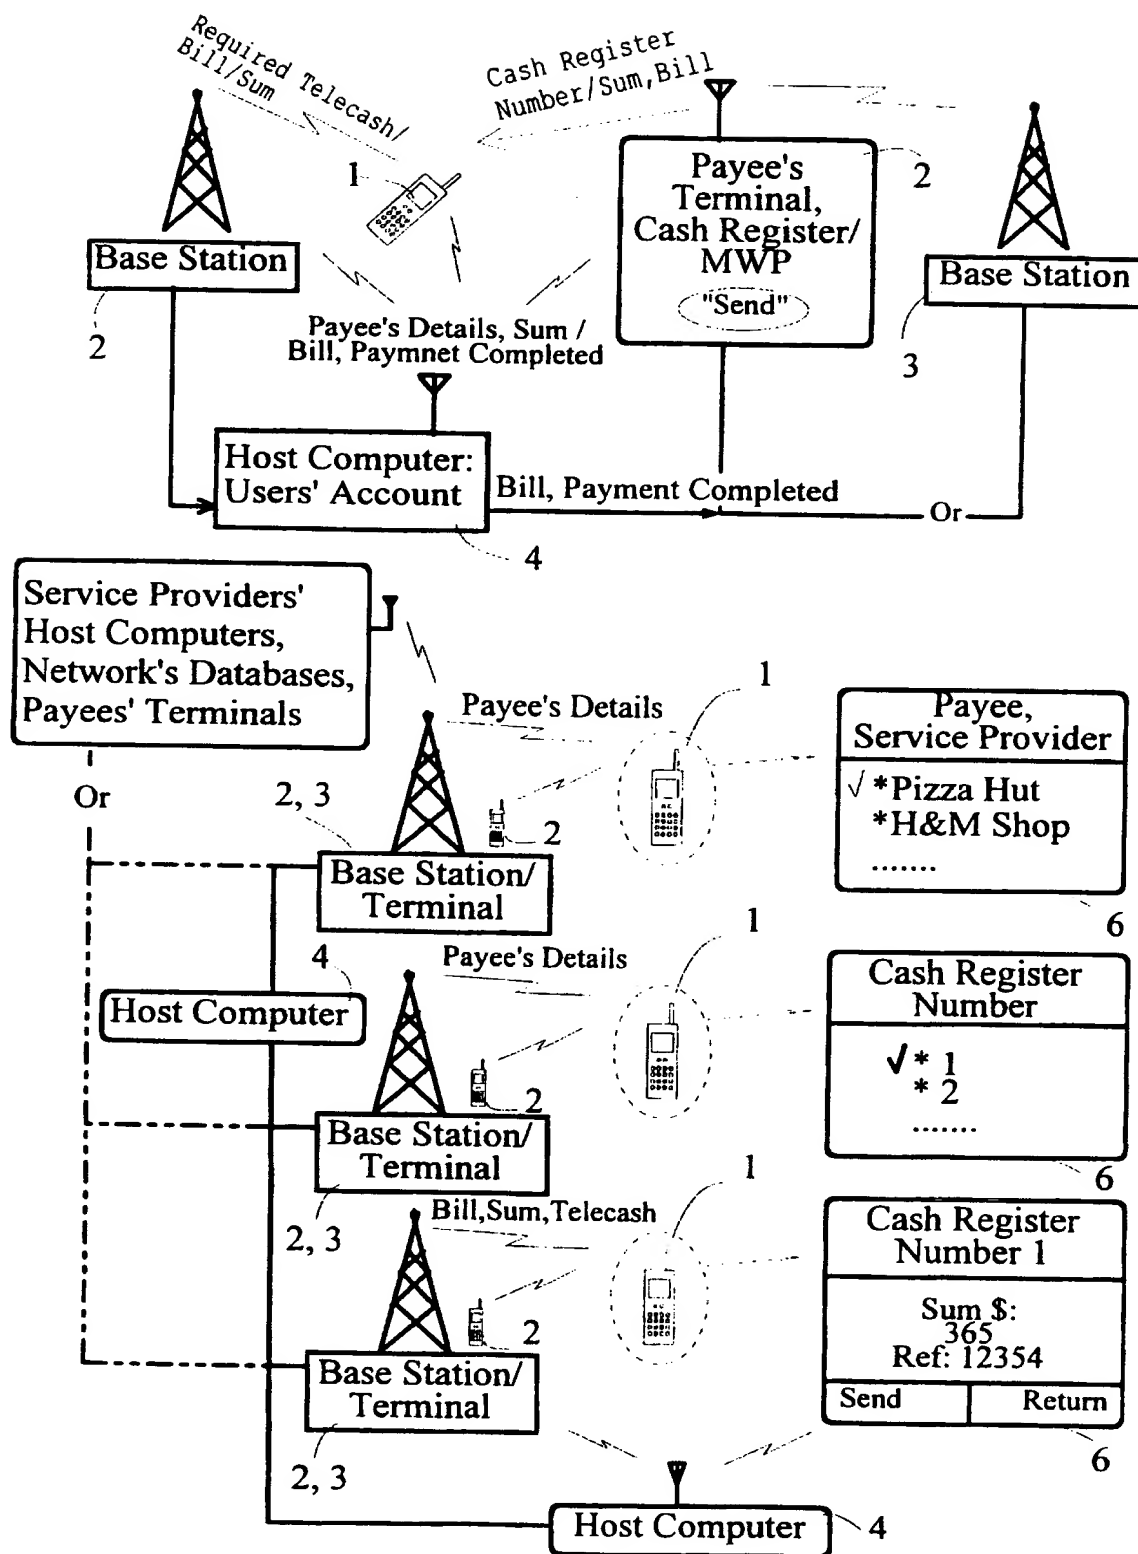 Required Telecash/
Bill/Sum
Cash Register
Number/Sum,Bill
1
Payee's
Terminal,
Cash Register/
MWP
"Send"
2
Base Station
2
Base Station
3
Payee's Details, Sum /
Bill, Paymnet Completed
Host Computer:
Users' Account
Bill, Payment Completed
Or
4
Service Providers'
Host Computers,
Network's Databases,
Payees' Terminals
Or
Payee's Details
1
Payee,
Service Provider
√ *Pizza Hut
*H&M Shop
.......
6
2, 3
2
Base Station/
Terminal
4
Host Computer
Payee's Details
1
Cash Register
Number
√ * 1
* 2
.......
6
2
Base Station/
Terminal
2, 3
Bill,Sum,Telecash
1
Cash Register
Number 1
Sum $:
365
Ref: 12354
Send Return
6
2
Base Station/
Terminal
2, 3
Host Computer
4